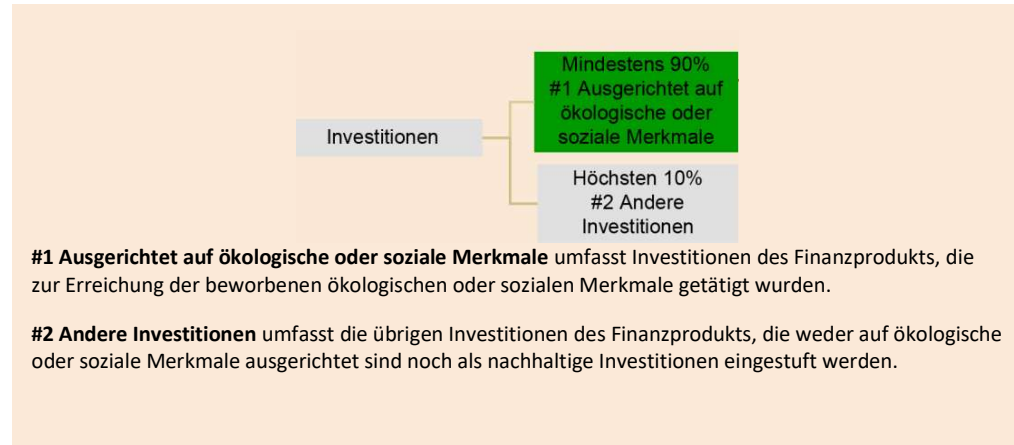 Mindestens 90%
#1 Ausgerichtet auf
ökologische oder
soziale Merkmale
Investitionen
Höchsten 10%
#2 Andere
Investitionen
#1 Ausgerichtet auf ökologische oder soziale Merkmale umfasst Investitionen des Finanzprodukts, die
zur Erreichung der beworbenen ökologischen oder sozialen Merkmale getätigt wurden.
#2 Andere Investitionen umfasst die übrigen Investitionen des Finanzprodukts, die weder auf ökologische
oder soziale Merkmale ausgerichtet sind noch als nachhaltige Investitionen eingestuft werden.